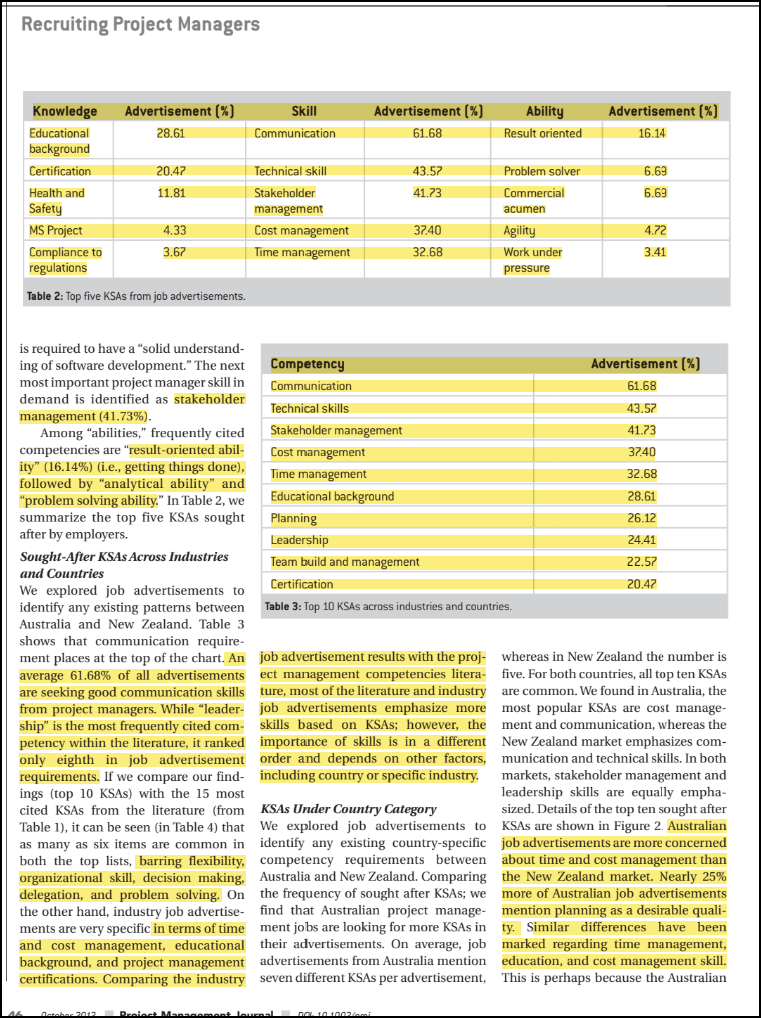 Recruiting Project Managers
Knowledge Advertisement (%) Skill Advertisement (%) Ability Advertisement (%)
Educational background 28.61 Communication 61.68 Result oriented 16.14
Certification 20.47 Technical skill 43.57 Problem solver 6.69
Health and Safety 11.81 Stakeholder management 41.73 Commercial acumen 6.69
MS Project 4.33 Cost management 37.40 Agility 4.72
Compliance to regulations 3.67 Time management 32.68 Work under pressure 3.41
Table 2: Top five KSAs from job advertisements.
is required to have a “solid understand-
ing of software development.” The next
most important project manager skill in
demand is identified as stakeholder
management (41.73%).
Among “abilities,” frequently cited
competencies are “result-oriented abil-
ity” (16.14%) (i.e., getting things done),
followed by “analytical ability” and
“problem solving ability.” In Table 2, we
summarize the top five KSAs sought
after by employers.
Sought-After KSAs Across Industries
and Countries
We explored job advertisements to
identify any existing patterns between
Australia and New Zealand. Table 3
shows that communication require-
ment places at the top of the chart. An
average 61.68% of all advertisements
are seeking good communication skills
from project managers. While “leader-
ship” is the most frequently cited com-
petency within the literature, it ranked
only eighth in job advertisement
requirements. If we compare our find-
ings (top 10 KSAs) with the 15 most
cited KSAs from the literature (from
Table 1), it can be seen (in Table 4) that
as many as six items are common in
both the top lists, barring flexibility,
organizational skill, decision making,
delegation, and problem solving. On
the other hand, industry job advertise-
ments are very specific in terms of time
and cost management, educational
background, and project management
certifications. Comparing the industry
Competency Advertisement (%)
Communication 61.68
Technical skills 43.57
Stakeholder management 41.73
Cost management 37.40
Time management 32.68
Educational background 28.61
Planning 26.12
Leadership 24.41
Team build and management 22.57
Certification 20.47
Table 3: Top 10 KSAs across industries and countries.
job advertisement results with the proj-
ect management competencies litera-
ture, most of the literature and industry
job advertisements emphasize more
skills based on KSAs; however, the
importance of skills is in a different
order and depends on other factors,
including country or specific industry.
KSAs Under Country Category
We explored job advertisements to
identify any existing country-specific
competency requirements between
Australia and New Zealand. Comparing
the frequency of sought after KSAs; we
find that Australian project manage-
ment jobs are looking for more KSAs in
their advertisements. On average, job
advertisements from Australia mention
seven different KSAs per advertisement,
whereas in New Zealand the number is
five. For both countries, all top ten KSAs
are common. We found in Australia, the
most popular KSAs are cost manage-
ment and communication, whereas the
New Zealand market emphasizes com-
munication and technical skills. In both
markets, stakeholder management and
leadership skills are equally empha-
sized. Details of the top ten sought after
KSAs are shown in Figure 2. Australian
job advertisements are more concerned
about time and cost management than
the New Zealand market. Nearly 25%
more of Australian job advertisements
mention planning as a desirable quali-
ty. Similar differences have been
marked regarding time management,
education, and cost management skill.
This is perhaps because the Australian
46 October 2013 Project Management Journal DOI: 10.1002/pmj